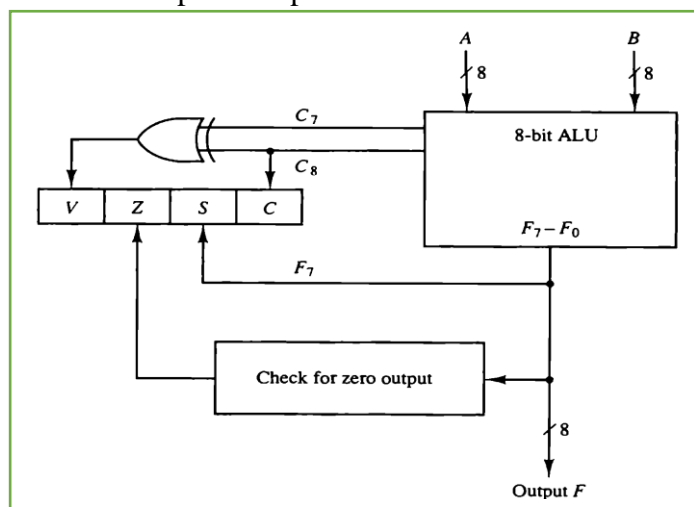 A B
8 8
C7
8-bit ALU
C8
V Z S C
F7 – F0
F7
Check for zero output
8
Output F